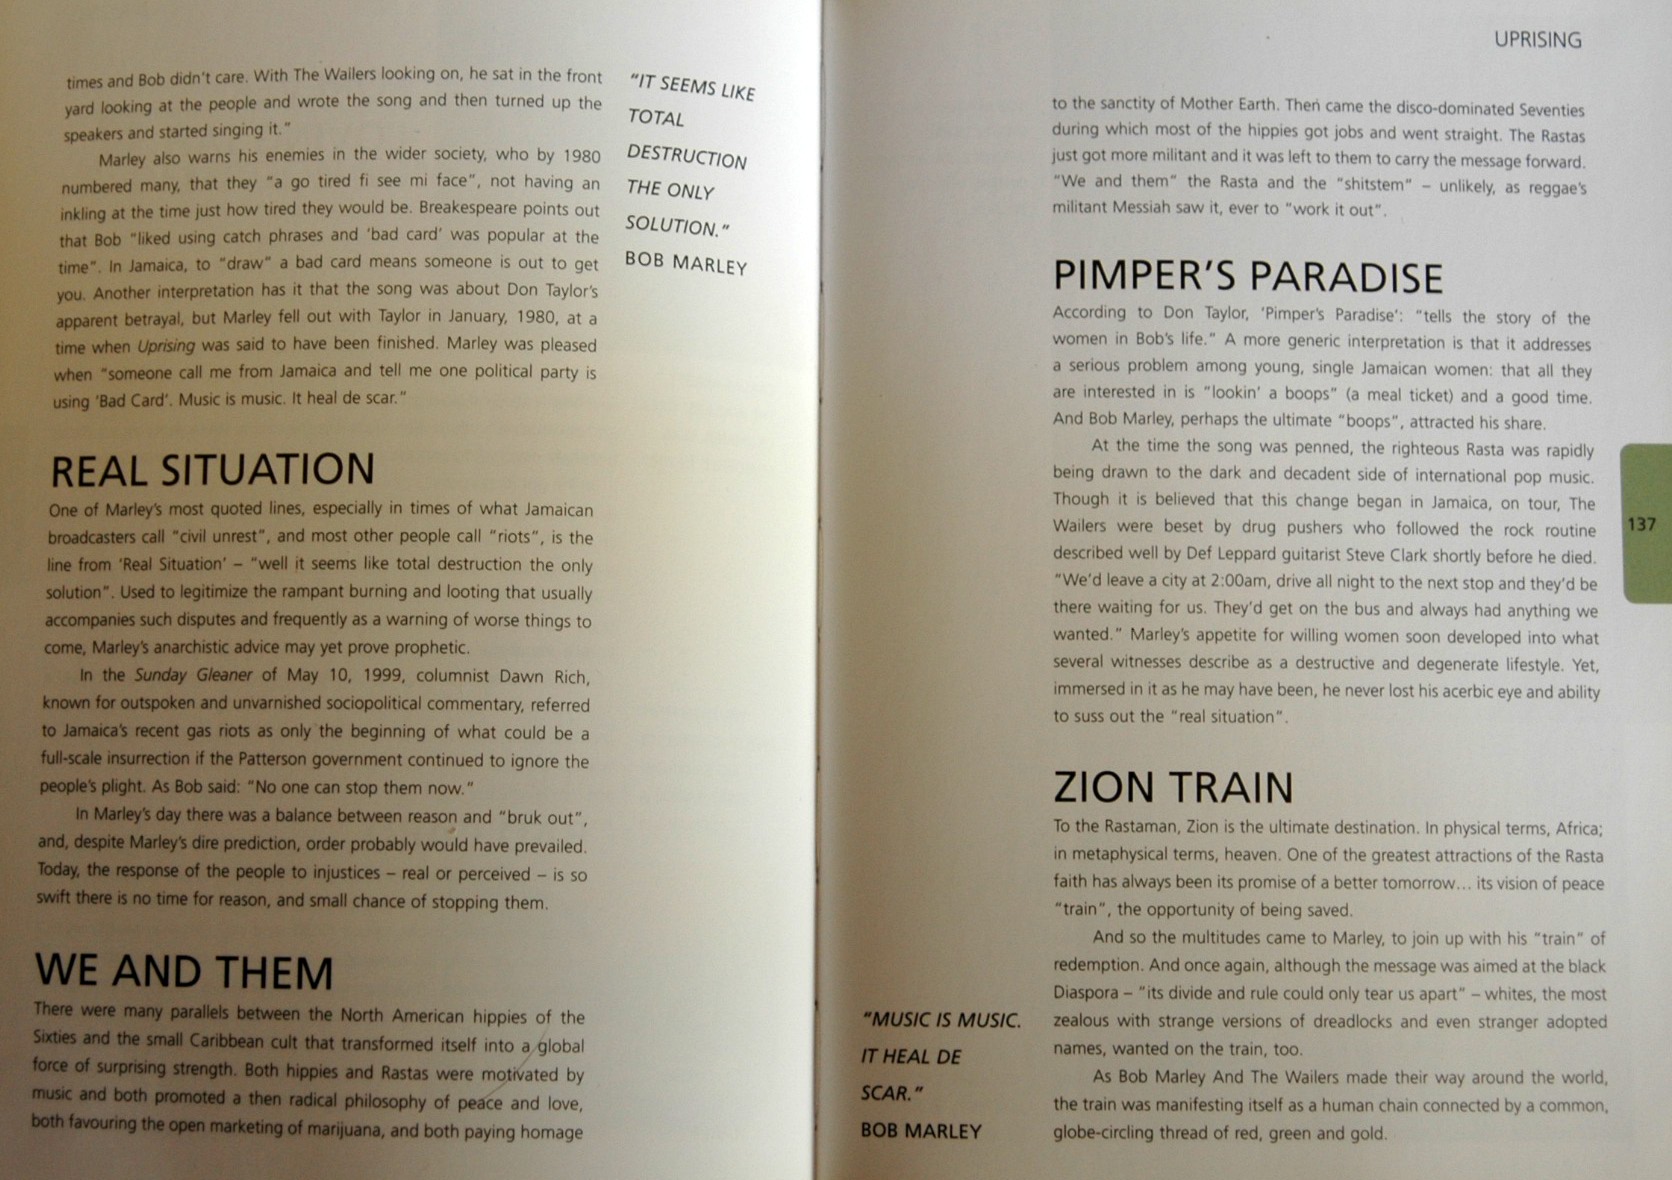 times and Bob didn't care. With The Wailers looking on, he sat in the front
yard looking at the people and wrote the song and then turned up the
speakers and started singing it."
Marley also warns his enemies in the wider society, who by 1980
numbered many, that they "a go tired fi see mi face", not having an
inkling at the time just how tired they would be. Breakespeare points out
that Bob "liked using catch phrases and 'bad card' was popular at the
time". In Jamaica, to "draw" a bad card means someone is out to get
you. Another interpretation has it that the song was about Don Taylor's
apparent betrayal, but Marley fell out with Taylor in January, 1980, at a
time when Uprising was said to have been finished. Marley was pleased
when "someone call me from Jamaica and tell me one political party is
using 'Bad Card'. Music is music. It heal de scar."
"IT SEEMS LIKE
TOTAL
DESTRUCTION
THE ONLY
SOLUTION."
BOB MARLEY
REAL SITUATION
One of Marley's most quoted lines, especially in times of what Jamaican
broadcasters call "civil unrest", and most other people call "riots", is the
line from 'Real Situation' – "well it seems like total destruction the only
solution". Used to legitimize the rampant burning and looting that usually
accompanies such disputes and frequently as a warning of worse things to
come, Marley's anarchistic advice may yet prove prophetic.
In the Sunday Gleaner of May 10, 1999, columnist Dawn Rich,
known for outspoken and unvarnished sociopolitical commentary, referred
to Jamaica's recent gas riots as only the beginning of what could be a
full-scale insurrection if the Patterson government continued to ignore the
people's plight. As Bob said: "No one can stop them now."
In Marley's day there was a balance between reason and "bruk out",
and, despite Marley's dire prediction, order probably would have prevailed.
Today, the response of the people to injustices – real or perceived – is so
swift there is no time for reason, and small chance of stopping them.
WE AND THEM
There were many parallels between the North American hippies of the
Sixties and the small Caribbean cult that transformed itself into a global
force of surprising strength. Both hippies and Rastas were motivated by
music and both promoted a then radical philosophy of peace and love,
both favouring the open marketing of marijuana, and both paying homage
UPRISING
to the sanctity of Mother Earth. Then came the disco-dominated Seventies
during which most of the hippies got jobs and went straight. The Rastas
just got more militant and it was left to them to carry the message forward.
"We and them" the Rasta and the "shitstem" – unlikely, as reggae's
militant Messiah saw it, ever to "work it out".
PIMPER'S PARADISE
According to Don Taylor, 'Pimper's Paradise': "tells the story of the
women in Bob's life." A more generic interpretation is that it addresses
a serious problem among young, single Jamaican women: that all they
are interested in is "lookin' a boops" (a meal ticket) and a good time.
And Bob Marley, perhaps the ultimate "boops", attracted his share.
At the time the song was penned, the righteous Rasta was rapidly
being drawn to the dark and decadent side of international pop music.
Though it is believed that this change began in Jamaica, on tour, The
Wailers were beset by drug pushers who followed the rock routine
described well by Def Leppard guitarist Steve Clark shortly before he died.
"We'd leave a city at 2:00am, drive all night to the next stop and they'd be
there waiting for us. They'd get on the bus and always had anything we
wanted." Marley's appetite for willing women soon developed into what
several witnesses describe as a destructive and degenerate lifestyle. Yet,
immersed in it as he may have been, he never lost his acerbic eye and ability
to suss out the "real situation".
137
ZION TRAIN
To the Rastaman, Zion is the ultimate destination. In physical terms, Africa;
in metaphysical terms, heaven. One of the greatest attractions of the Rasta
faith has always been its promise of a better tomorrow... its vision of peace
"train", the opportunity of being saved.
And so the multitudes came to Marley, to join up with his "train" of
redemption. And once again, although the message was aimed at the black
Diaspora – "its divide and rule could only tear us apart" – whites, the most
zealous with strange versions of dreadlocks and even stranger adopted
names, wanted on the train, too.
As Bob Marley And The Wailers made their way around the world,
the train was manifesting itself as a human chain connected by a common,
globe-circling thread of red, green and gold.
"MUSIC IS MUSIC.
IT HEAL DE
SCAR."
BOB MARLEY